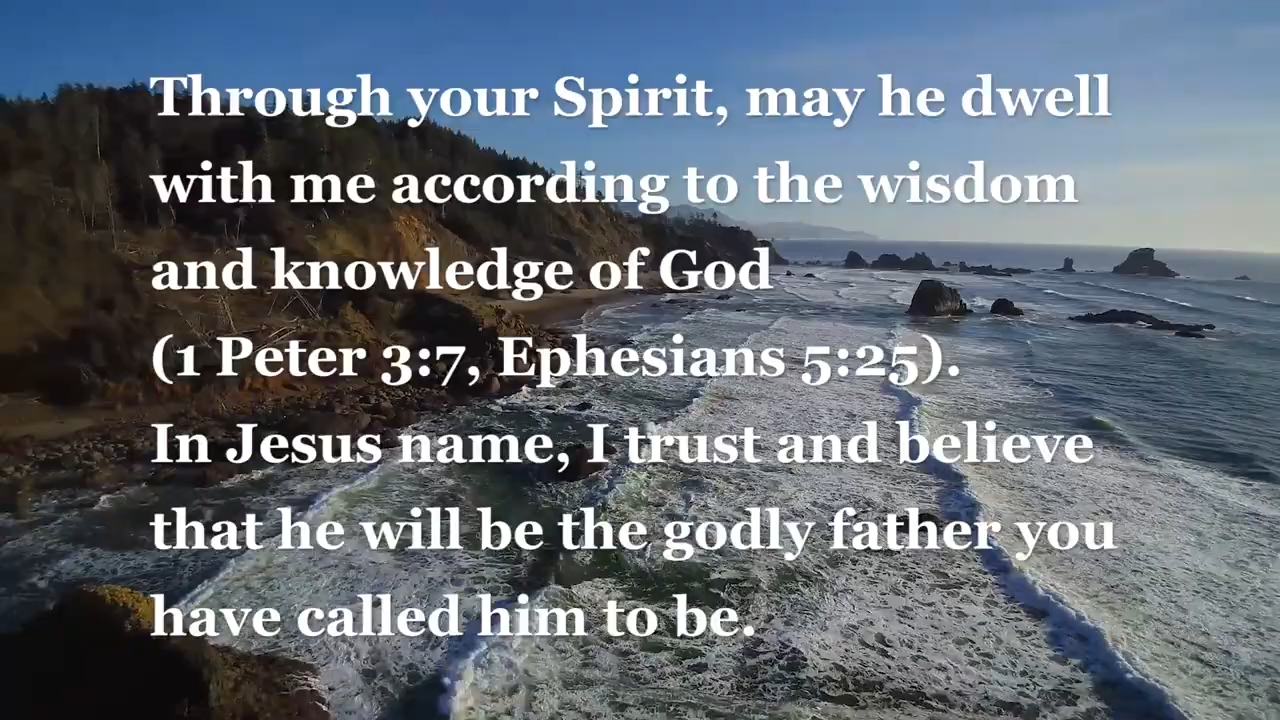 Through your Spirit, may he dwell
with me according to the wisdom
and knowledge of God
(1 Peter 3:7, Ephesians 5:25).
In Jesus name, I trust and believe
that he will be the godly father you
have called him to be.